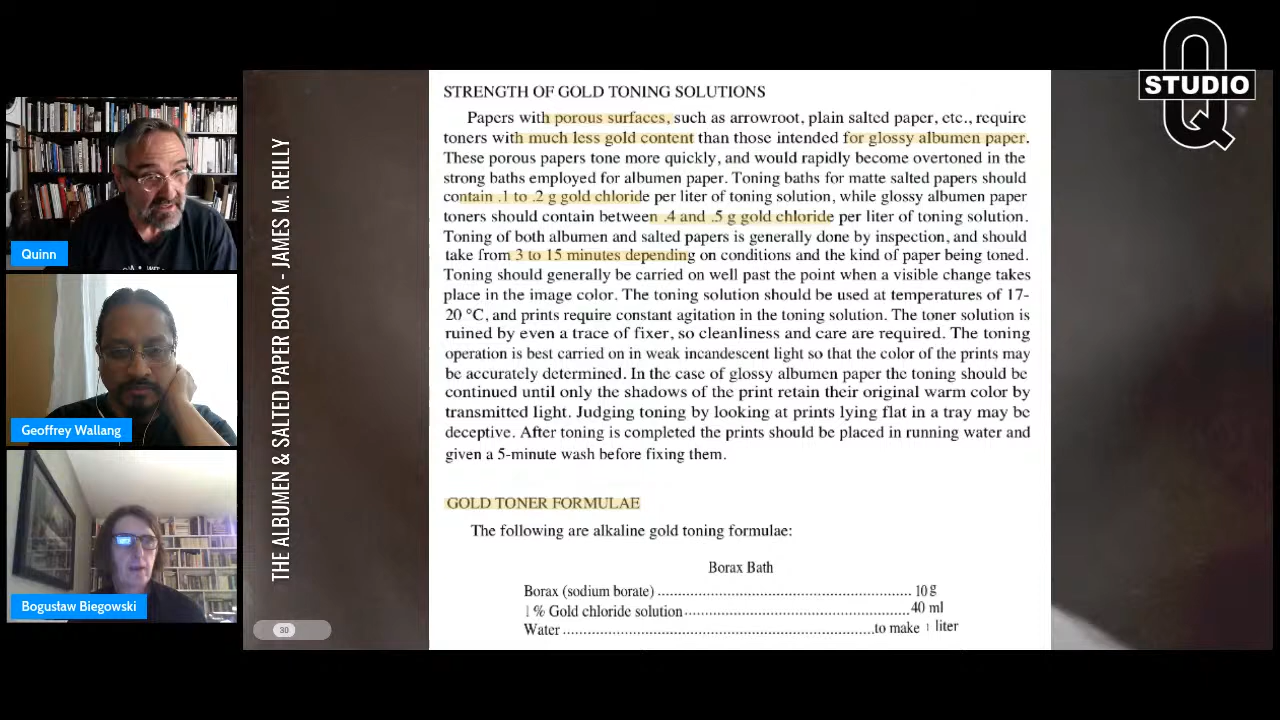 Q
STUDIO
Quinn
Geoffrey Wallang
Bogusław Biegowski
THE ALBUMEN & SALTED PAPER BOOK - JAMES M. REILLY
30
STRENGTH OF GOLD TONING SOLUTIONS
Papers with porous surfaces, such as arrowroot, plain salted paper, etc., require
toners with much less gold content than those intended for glossy albumen paper.
These porous papers tone more quickly, and would rapidly become overtoned in the
strong baths employed for albumen paper. Toning baths for matte salted papers should
contain .1 to .2 g gold chloride per liter of toning solution, while glossy albumen paper
toners should contain between .4 and .5 g gold chloride per liter of toning solution.
Toning of both albumen and salted papers is generally done by inspection, and should
take from 3 to 15 minutes depending on conditions and the kind of paper being toned.
Toning should generally be carried on well past the point when a visible change takes
place in the image color. The toning solution should be used at temperatures of 17-
20 °C, and prints require constant agitation in the toning solution. The toner solution is
ruined by even a trace of fixer, so cleanliness and care are required. The toning
operation is best carried on in weak incandescent light so that the color of the prints may
be accurately determined. In the case of glossy albumen paper the toning should be
continued until only the shadows of the print retain their original warm color by
transmitted light. Judging toning by looking at prints lying flat in a tray may be
deceptive. After toning is completed the prints should be placed in running water and
given a 5-minute wash before fixing them.
GOLD TONER FORMULAE
The following are alkaline gold toning formulae:
Borax Bath
Borax (sodium borate) ............................................................... 10 g
1% Gold chloride solution ........................................................ 40 ml
Water ............................................................................to make 1 liter